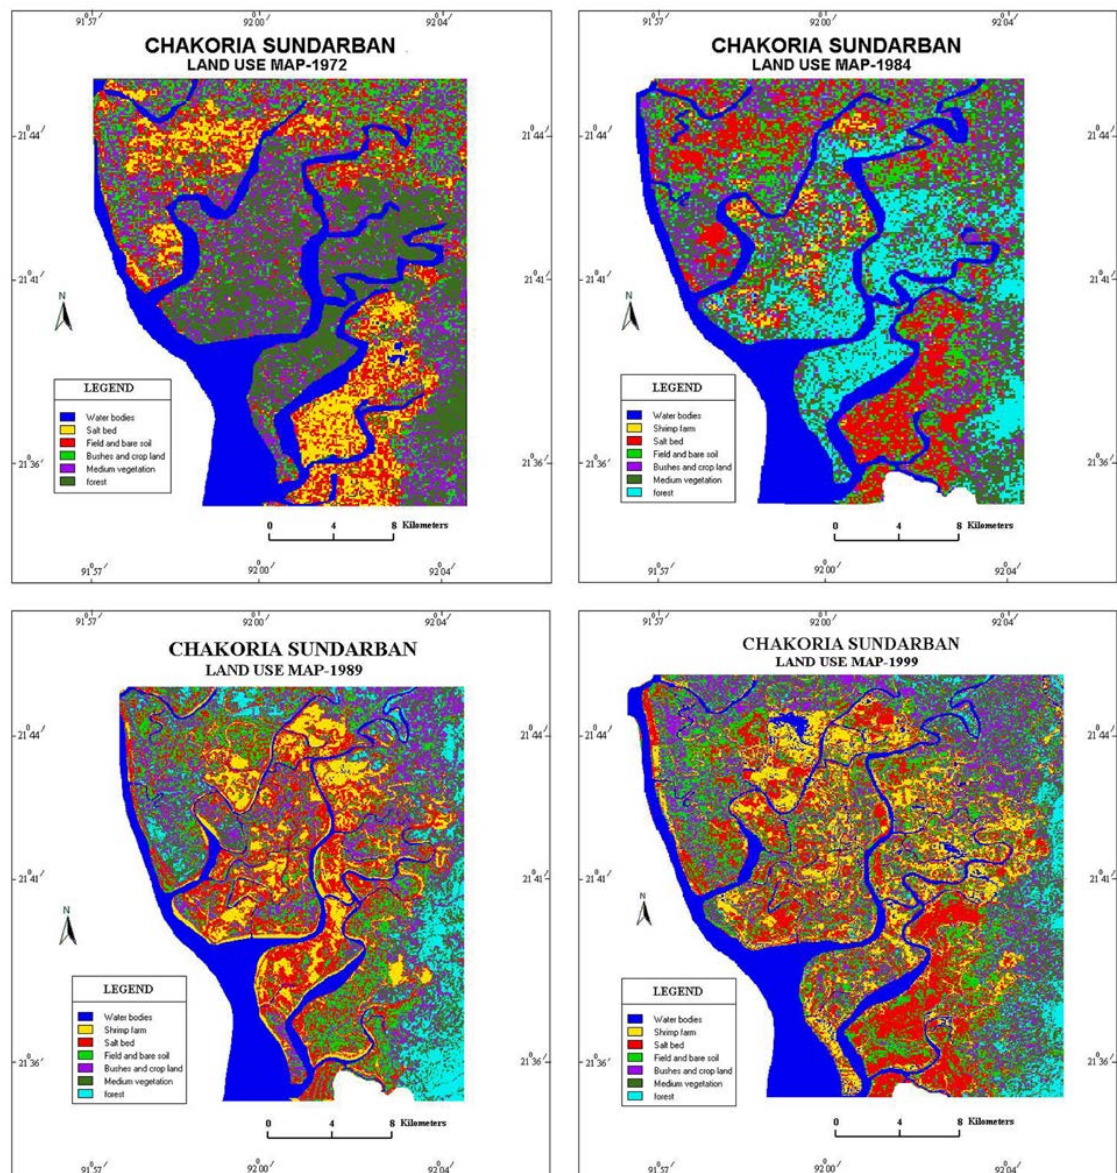 91° 57′ 92° 00′ 92° 04′
CHAKORIA SUNDARBAN
LAND USE MAP-1972
21° 44′
21° 41′
N
LEGEND
Water bodies
Salt bed
Field and bare soil
Bushes and crop land
Medium vegetation
forest
21° 36′
0 4 8 Kilometers
91° 57′ 92° 00′ 92° 04′
91° 57′ 92° 00′ 92° 04′
CHAKORIA SUNDARBAN
LAND USE MAP-1984
21° 44′
21° 41′
N
LEGEND
Water bodies
Shrimp farm
Salt bed
Field and bare soil
Bushes and crop land
Medium vegetation
forest
21° 36′
0 4 8 Kilometers
91° 57′ 92° 00′ 92° 04′
91° 57′ 92° 00′ 92° 04′
CHAKORIA SUNDARBAN
LAND USE MAP-1989
21° 44′
21° 41′
N
LEGEND
Water bodies
Shrimp farm
Salt bed
Field and bare soil
Bushes and crop land
Medium vegetation
forest
21° 36′
0 4 8 Kilometers
91° 57′ 92° 00′ 92° 04′
91° 57′ 92° 00′ 92° 04′
CHAKORIA SUNDARBAN
LAND USE MAP-1999
21° 44′
21° 41′
N
LEGEND
Water bodies
Shrimp farm
Salt bed
Field and bare soil
Bushes and crop land
Medium vegetation
forest
21° 36′
0 4 8 Kilometers
91° 57′ 92° 00′ 92° 04′